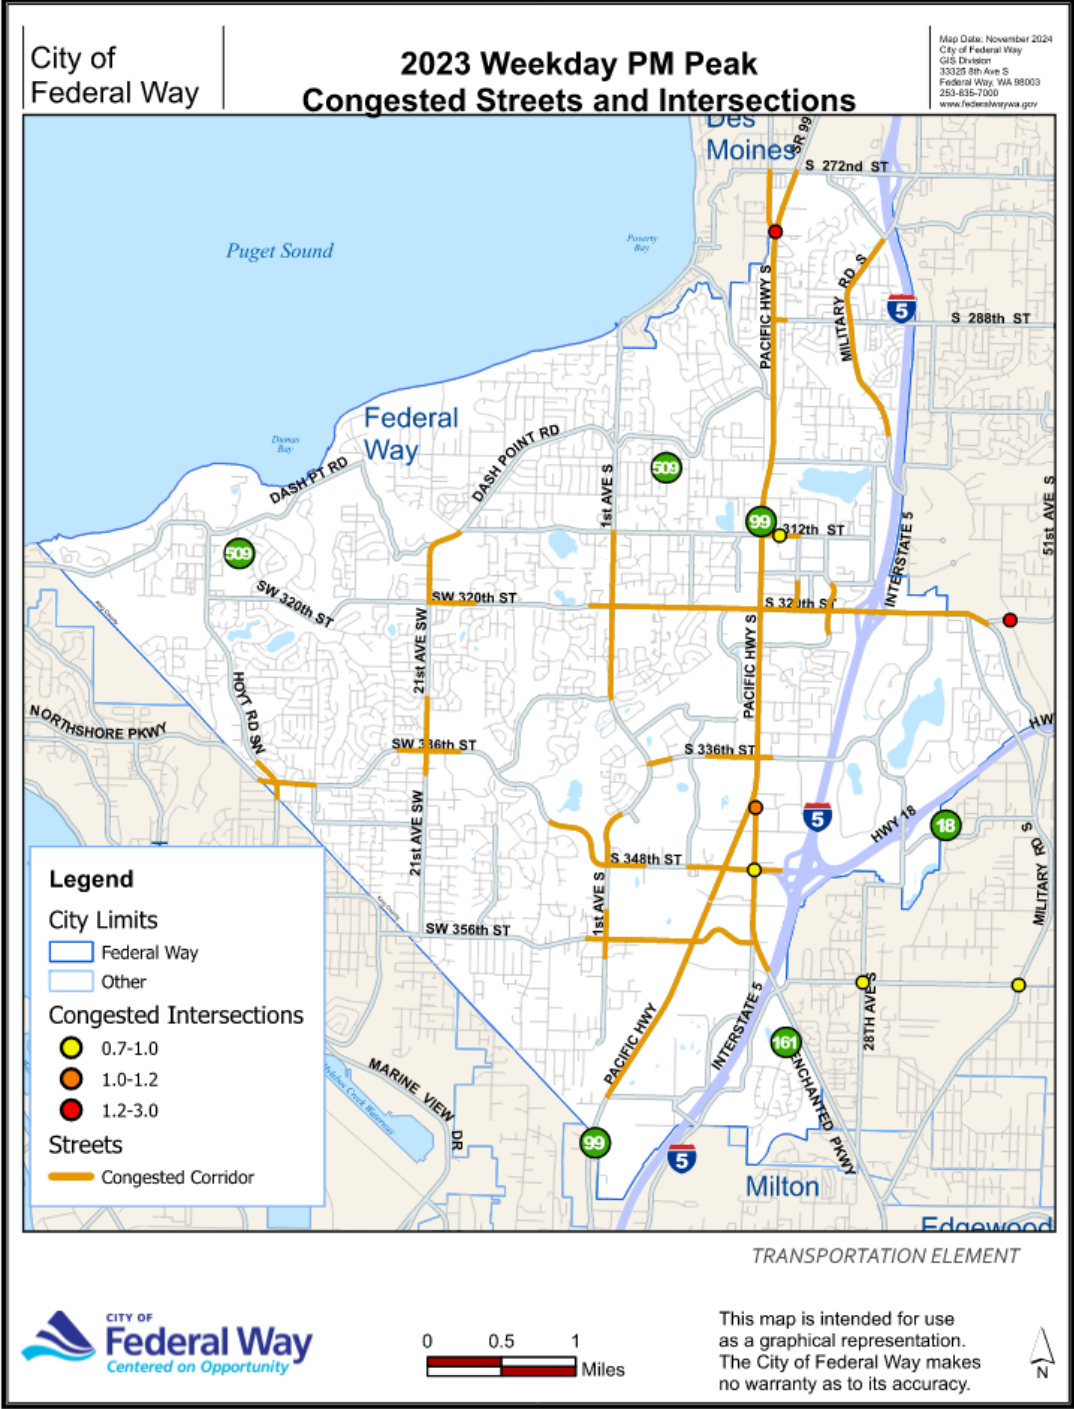 City of
Federal Way
2023 Weekday PM Peak
Congested Streets and Intersections
Map Date: November 2024
City of Federal Way
GIS Division
33325 8th Ave S
Federal Way, WA 98003
253-835-7000
www.federalwaywa.gov
Des
Moines
SR 99
S 272nd ST
Puget Sound
Poverty
Bay
PACIFIC HWY S
MILITARY RD S
5
S 288th ST
Federal
Way
Dumas
Bay
DASH PT RD
DASH POINT RD
509
1st AVE S
99
312th ST
INTERSTATE 5
51st AVE S
509
SW 320th ST
SW 320th ST
S 320th ST
21st AVE SW
PACIFIC HWY S
HOYT RD SW
NORTHSHORE PKWY
SW 336th ST
S 336th ST
HW
5
HWY 18
18
21st AVE SW
S 348th ST
MILITARY RD S
1st AVE S
SW 356th ST
28TH AVE S
PACIFIC HWY
INTERSTATE 5
161
ENCHANTED PKWY
MARINE VIEW DR
99
5
Milton
Edgewood
Legend
City Limits
Federal Way
Other
Congested Intersections
0.7-1.0
1.0-1.2
1.2-3.0
Streets
Congested Corridor
TRANSPORTATION ELEMENT
CITY OF
Federal Way
Centered on Opportunity
0 0.5 1
Miles
This map is intended for use
as a graphical representation.
The City of Federal Way makes
no warranty as to its accuracy.
N